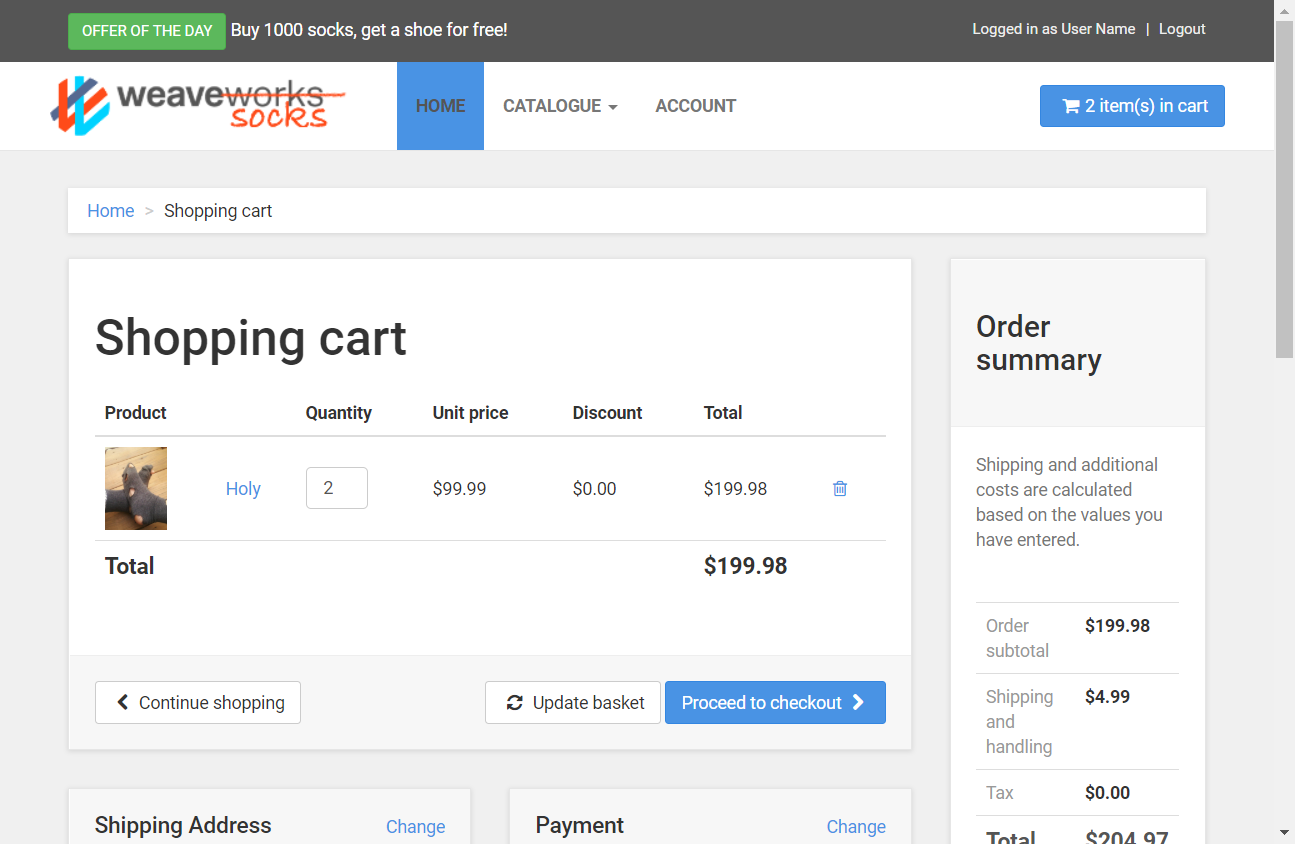 OFFER OF THE DAY Buy 1000 socks, get a shoe for free!
Logged in as User Name | Logout
weaveworks
socks
HOME
CATALOGUE
ACCOUNT
2 item(s) in cart
Home > Shopping cart
Shopping cart
Product Quantity Unit price Discount Total
Holy 2 $99.99 $0.00 $199.98
Total $199.98
Continue shopping
Update basket
Proceed to checkout
Shipping Address Change
Payment Change
Order
summary
Shipping and additional
costs are calculated
based on the values you
have entered.
Order $199.98
subtotal
Shipping $4.99
and
handling
Tax $0.00
Total $204.97